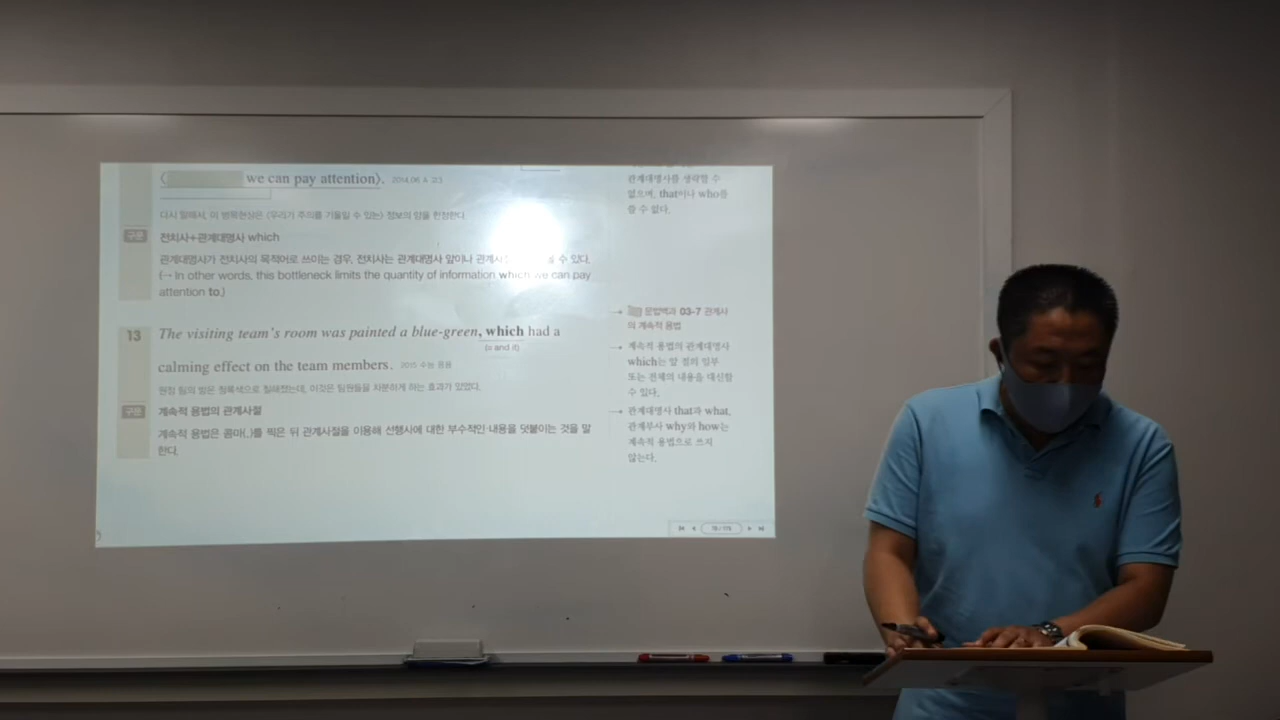 we can pay attention〉. 2014.06 & 고3
다시 말해서, 이 병목현상은 〈우리가 주의를 기울일 수 있는〉 정보의 양을 한정한다.
구문 전치사+관계대명사 which
관계대명사가 전치사의 목적어로 쓰이는 경우, 전치사는 관계대명사 앞이나 관계사 수 있다.
(→ In other words, this bottleneck limits the quantity of information which we can pay
attention to.)
13 The visiting team's room was painted a blue-green, which had a
(= and it)
calming effect on the team members. 2015 수능 응용
원정 팀의 방은 청록색으로 칠해졌는데, 이것은 팀원들을 차분하게 하는 효과가 있었다.
구문 계속적 용법의 관계사절
계속적 용법은 콤마(,)를 찍은 뒤 관계사절을 이용해 선행사에 대한 부수적인 내용을 덧붙이는 것을 말
한다.
관계대명사를 생략할 수
없으며, that이나 who를
쓸 수 없다.
→ 문법백과 03-7 관계사
의 계속적 용법
→ 계속적 용법의 관계대명사
which는 앞 절의 일부
또는 전체의 내용을 대신할
수 있다.
→ 관계대명사 that과 what,
관계부사 why와 how는
계속적 용법으로 쓰지
않는다.